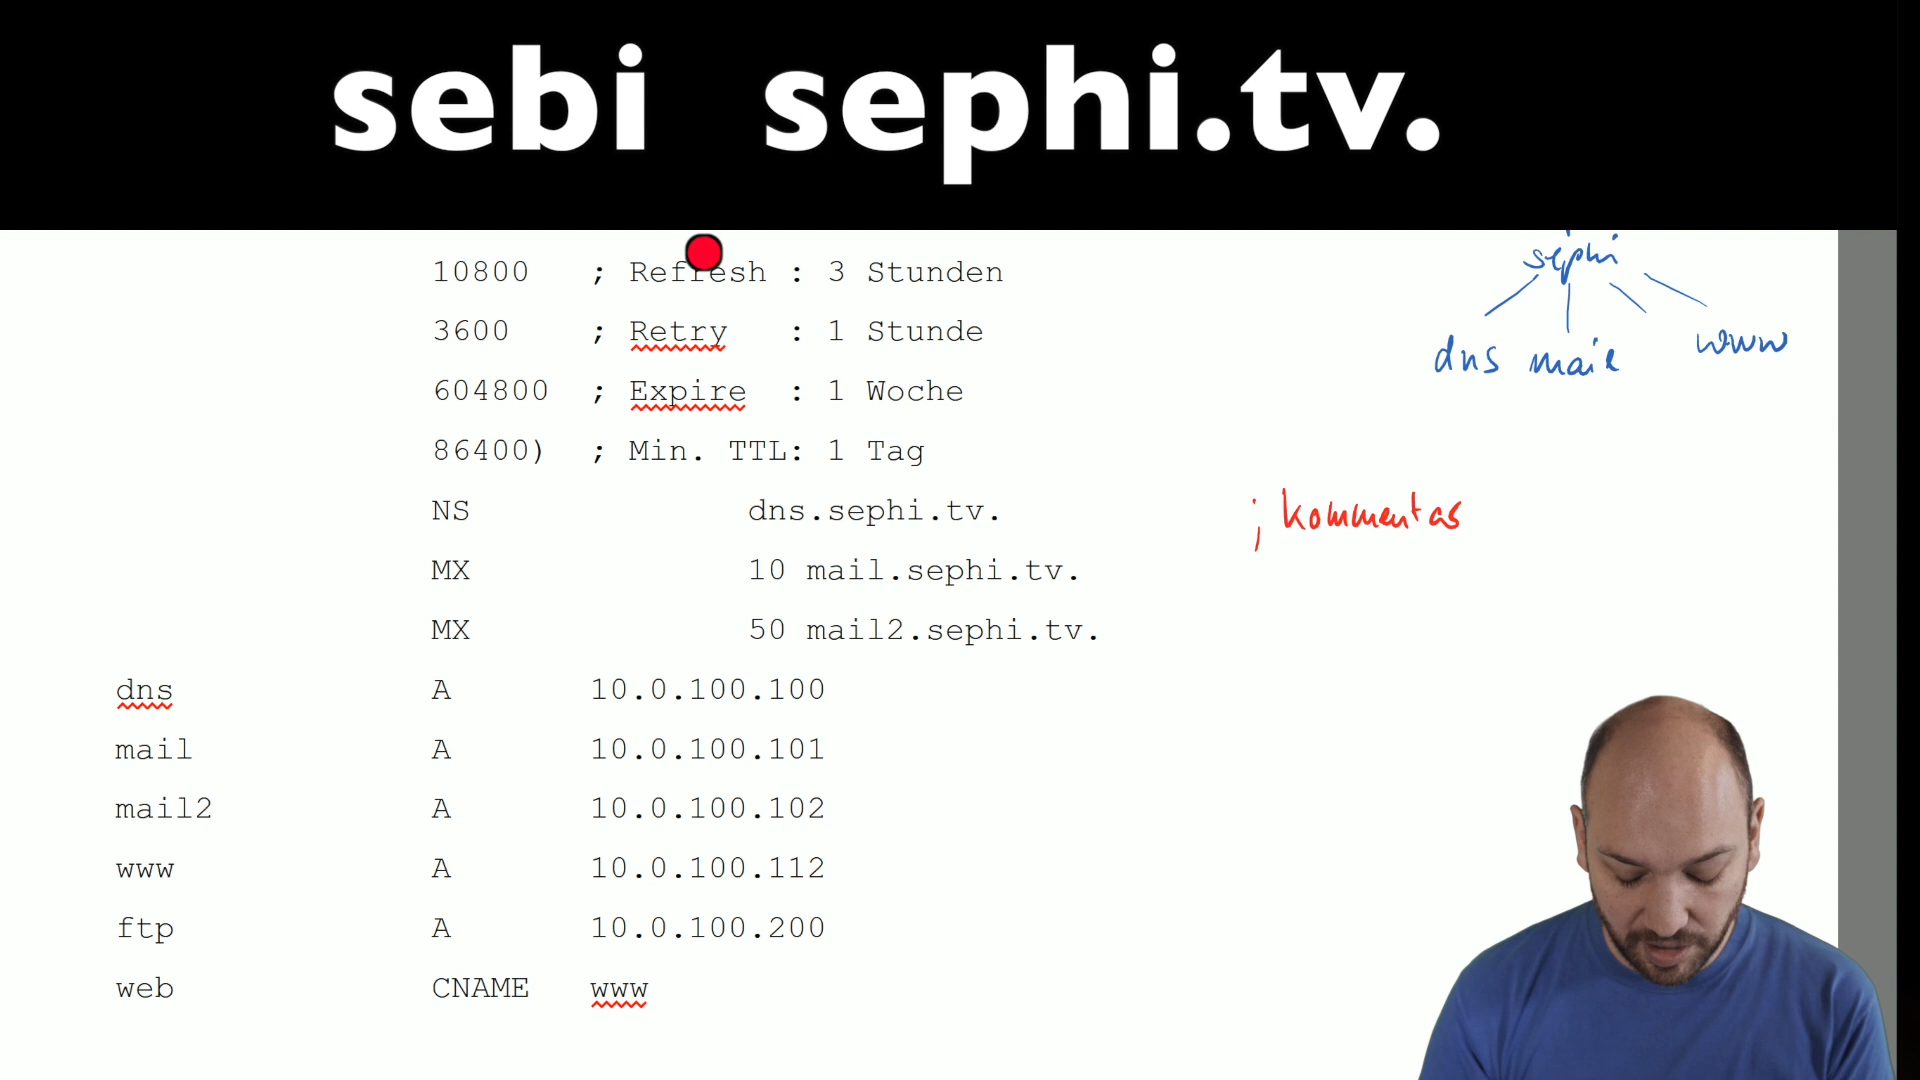 sebi sephi.tv.
10800 ; Refresh : 3 Stunden
3600 ; Retry : 1 Stunde
604800 ; Expire : 1 Woche
86400) ; Min. TTL: 1 Tag
NS dns.sephi.tv.
MX 10 mail.sephi.tv.
MX 50 mail2.sephi.tv.
dns A 10.0.100.100
mail A 10.0.100.101
mail2 A 10.0.100.102
www A 10.0.100.112
ftp A 10.0.100.200
web CNAME www
sephi
dns mail www
; Kommentar